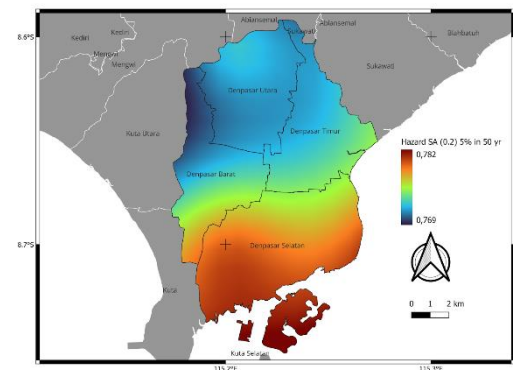 Ablansemal
Ablansemal
8.6°S
Kediri
Kediri
Sukawati
Blahbatuh
Mengwi
Mengwi
Sukawati
Denpasar Utara
Kuta Utara
Denpasar Timur
Hazard SA (0.2) 5% in 50 yr
0,782
Denpasar Barat
0,769
8.7°S
Denpasar Selatan
Kuta
0 1 2 km
Kuta Selatan